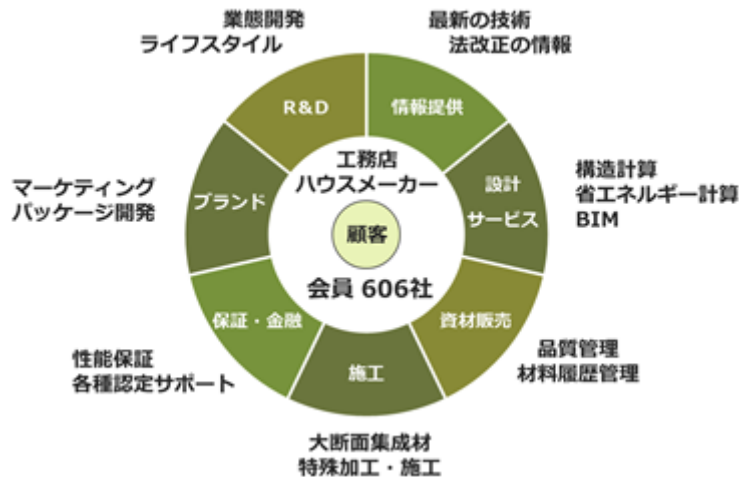 業態開発
ライフスタイル
最新の技術
法改正の情報
R&D
情報提供
工務店
ハウスメーカー
顧客
会員 606社
マーケティング
パッケージ開発
ブランド
設計
サービス
構造計算
省エネルギー計算
BIM
保証・金融
資材販売
施工
性能保証
各種認定サポート
品質管理
材料履歴管理
大断面集成材
特殊加工・施工